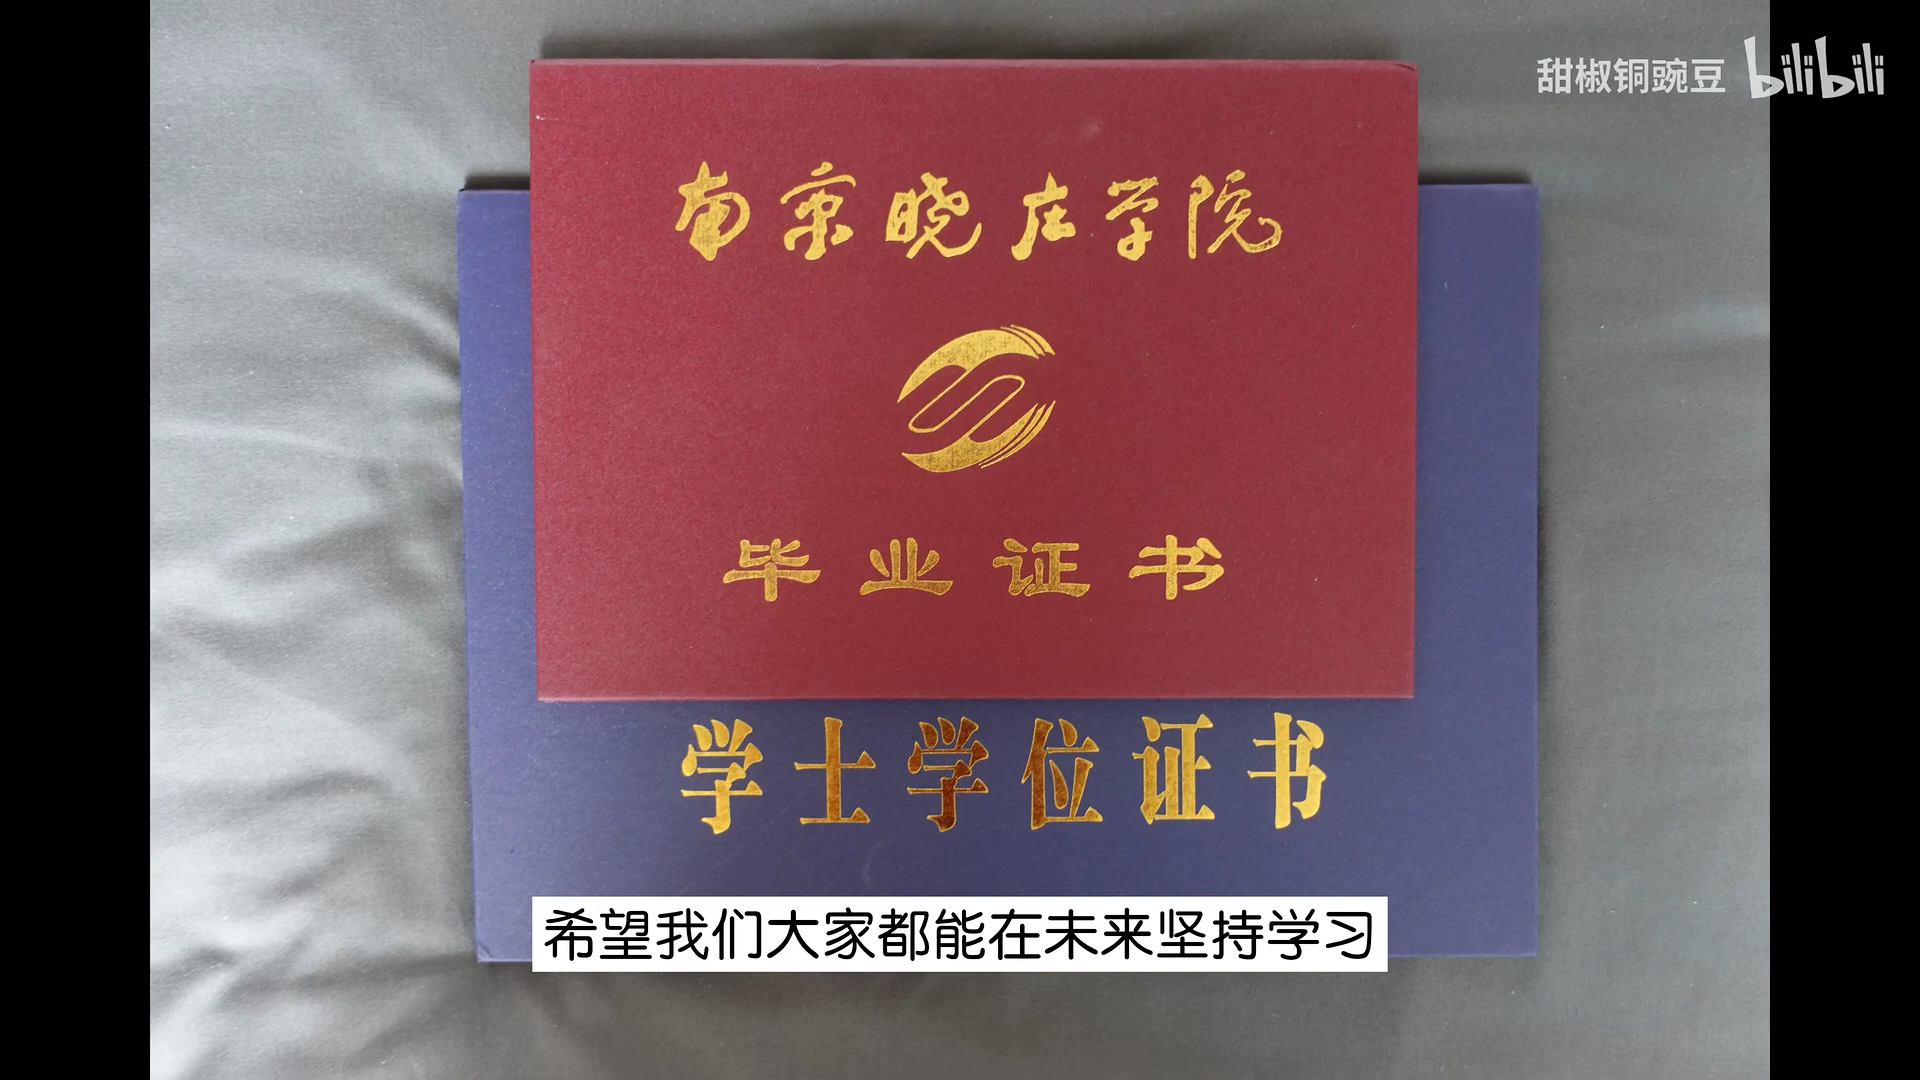 甜椒铜豌豆 bilibili
南京晓庄学院
毕业证书
学士学位证书
希望我们大家都能在未来坚持学习